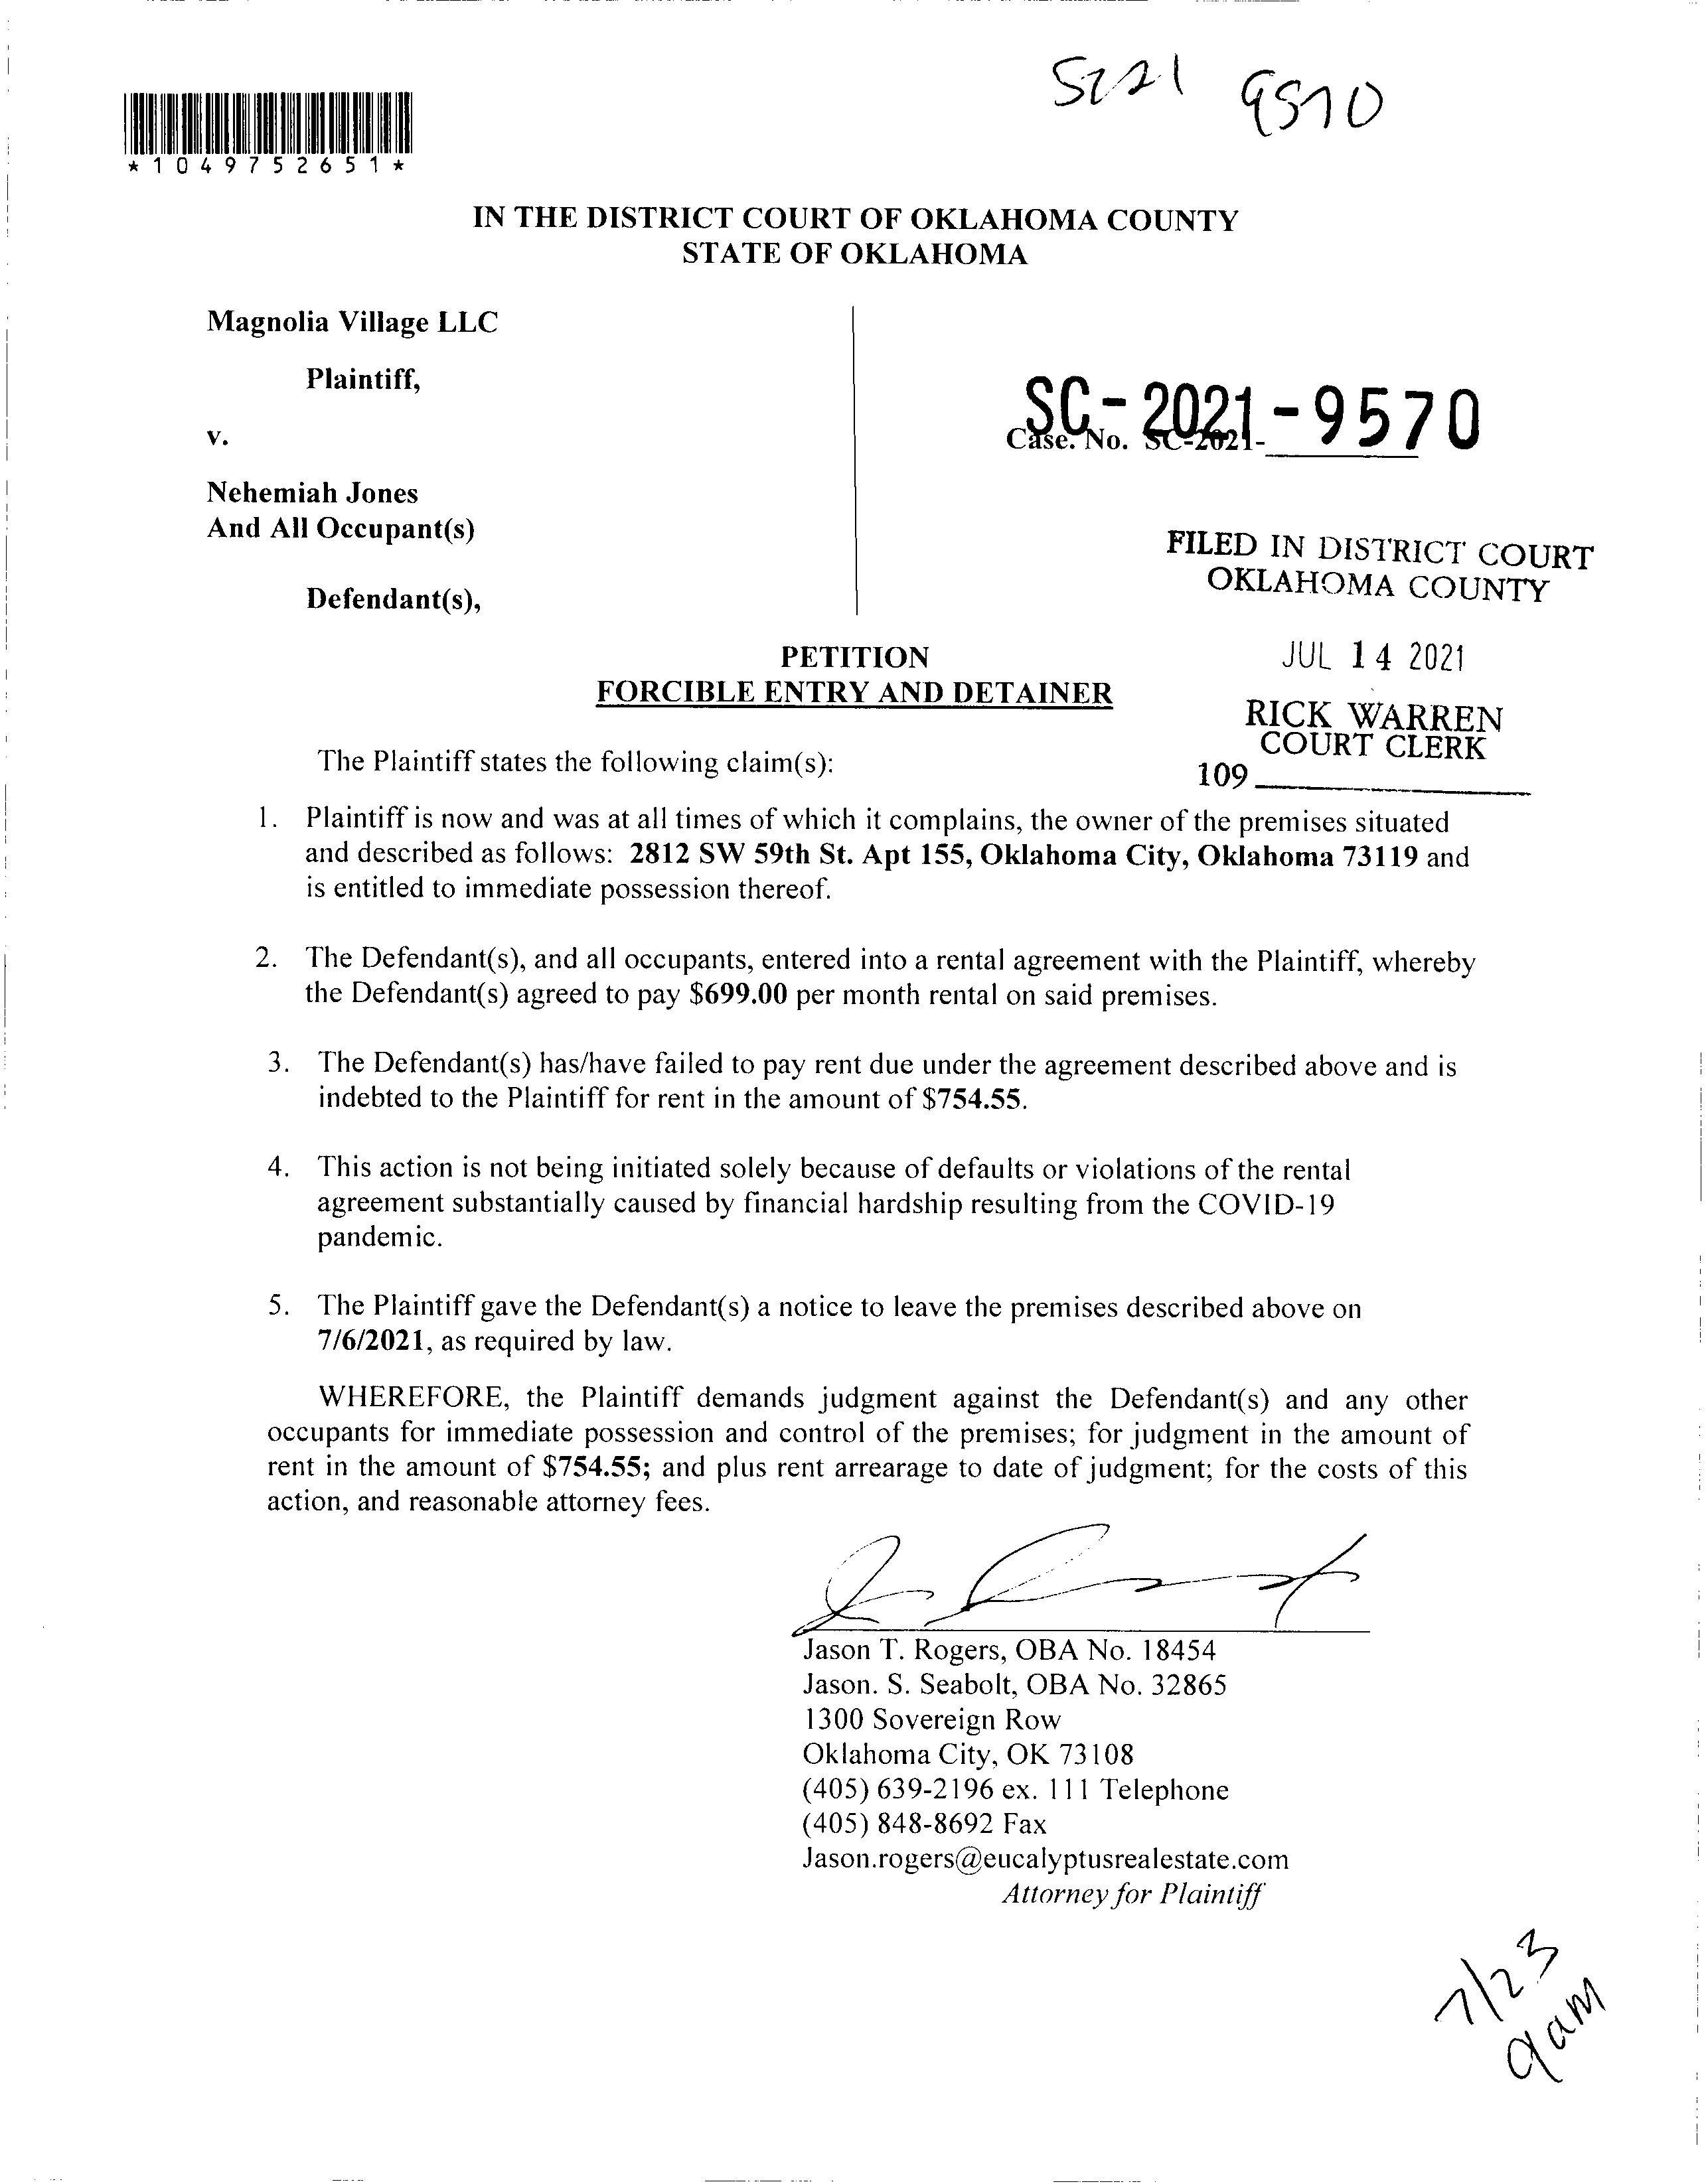 SC21 9570
*1049752651*
IN THE DISTRICT COURT OF OKLAHOMA COUNTY
STATE OF OKLAHOMA
Magnolia Village LLC
Plaintiff,
v.
Nehemiah Jones
And All Occupant(s)
Defendant(s),
SC-2021-9570
Case. No. SC-2021-
FILED IN DISTRICT COURT
OKLAHOMA COUNTY
JUL 14 2021
RICK WARREN
COURT CLERK
109
PETITION
FORCIBLE ENTRY AND DETAINER
The Plaintiff states the following claim(s):
1. Plaintiff is now and was at all times of which it complains, the owner of the premises situated
and described as follows: 2812 SW 59th St. Apt 155, Oklahoma City, Oklahoma 73119 and
is entitled to immediate possession thereof.
2. The Defendant(s), and all occupants, entered into a rental agreement with the Plaintiff, whereby
the Defendant(s) agreed to pay $699.00 per month rental on said premises.
3. The Defendant(s) has/have failed to pay rent due under the agreement described above and is
indebted to the Plaintiff for rent in the amount of $754.55.
4. This action is not being initiated solely because of defaults or violations of the rental
agreement substantially caused by financial hardship resulting from the COVID-19
pandemic.
5. The Plaintiff gave the Defendant(s) a notice to leave the premises described above on
7/6/2021, as required by law.
WHEREFORE, the Plaintiff demands judgment against the Defendant(s) and any other
occupants for immediate possession and control of the premises; for judgment in the amount of
rent in the amount of $754.55; and plus rent arrearage to date of judgment; for the costs of this
action, and reasonable attorney fees.
Jason T. Rogers, OBA No. 18454
Jason. S. Seabolt, OBA No. 32865
1300 Sovereign Row
Oklahoma City, OK 73108
(405) 639-2196 ex. 111 Telephone
(405) 848-8692 Fax
Jason.rogers@eucalyptusrealestate.com
Attorney for Plaintiff
7/23
9am